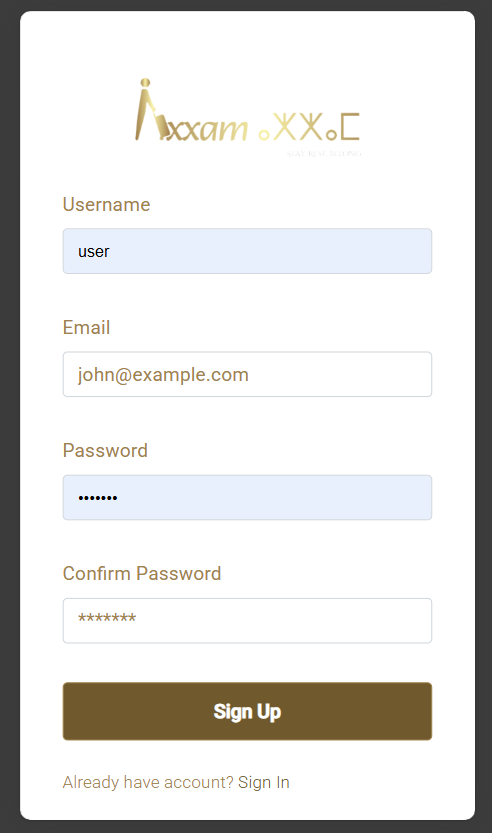 Axxam ⴰⵅⵅⴰⵎ
Username
user
Email
john@example.com
Password
•••••••
Confirm Password
*******
Sign Up
Already have account? Sign In